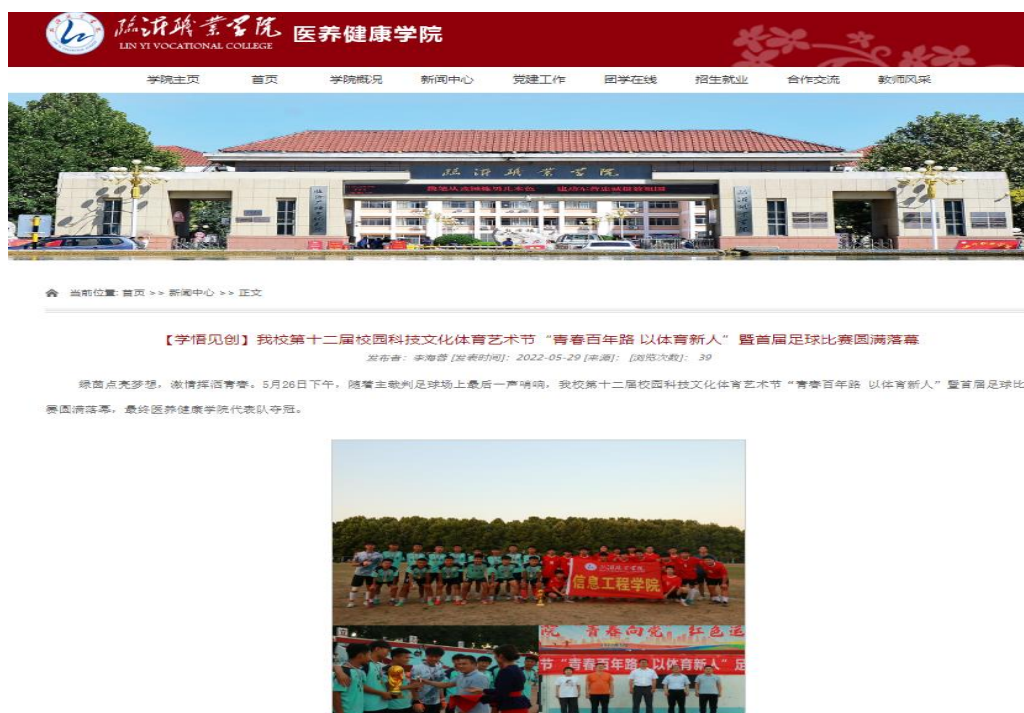 临沂职业学院 医养健康学院
LIN YI VOCATIONAL COLLEGE
学院主页 首页 学院概况 新闻中心 党建工作 团学在线 招生就业 合作交流 教师风采
临沂职业学院
当前位置: 首页 >> 新闻中心 >> 正文
【学悟见创】我校第十二届校园科技文化体育艺术节“青春百年路 以体育新人”暨首届足球比赛圆满落幕
发布者: 李海蓉 [发表时间]: 2022-05-29 [来源]: [浏览次数]: 39
绿茵点亮梦想，激情挥洒青春。5月26日下午，随着主裁判足球场上最后一声哨响，我校第十二届校园科技文化体育艺术节“青春百年路 以体育新人”暨首届足球比
赛圆满落幕，最终医养健康学院代表队夺冠。
临沂职业学院
信息工程学院
院 青春向党 红色运
节“青春百年路 以体育新人”足